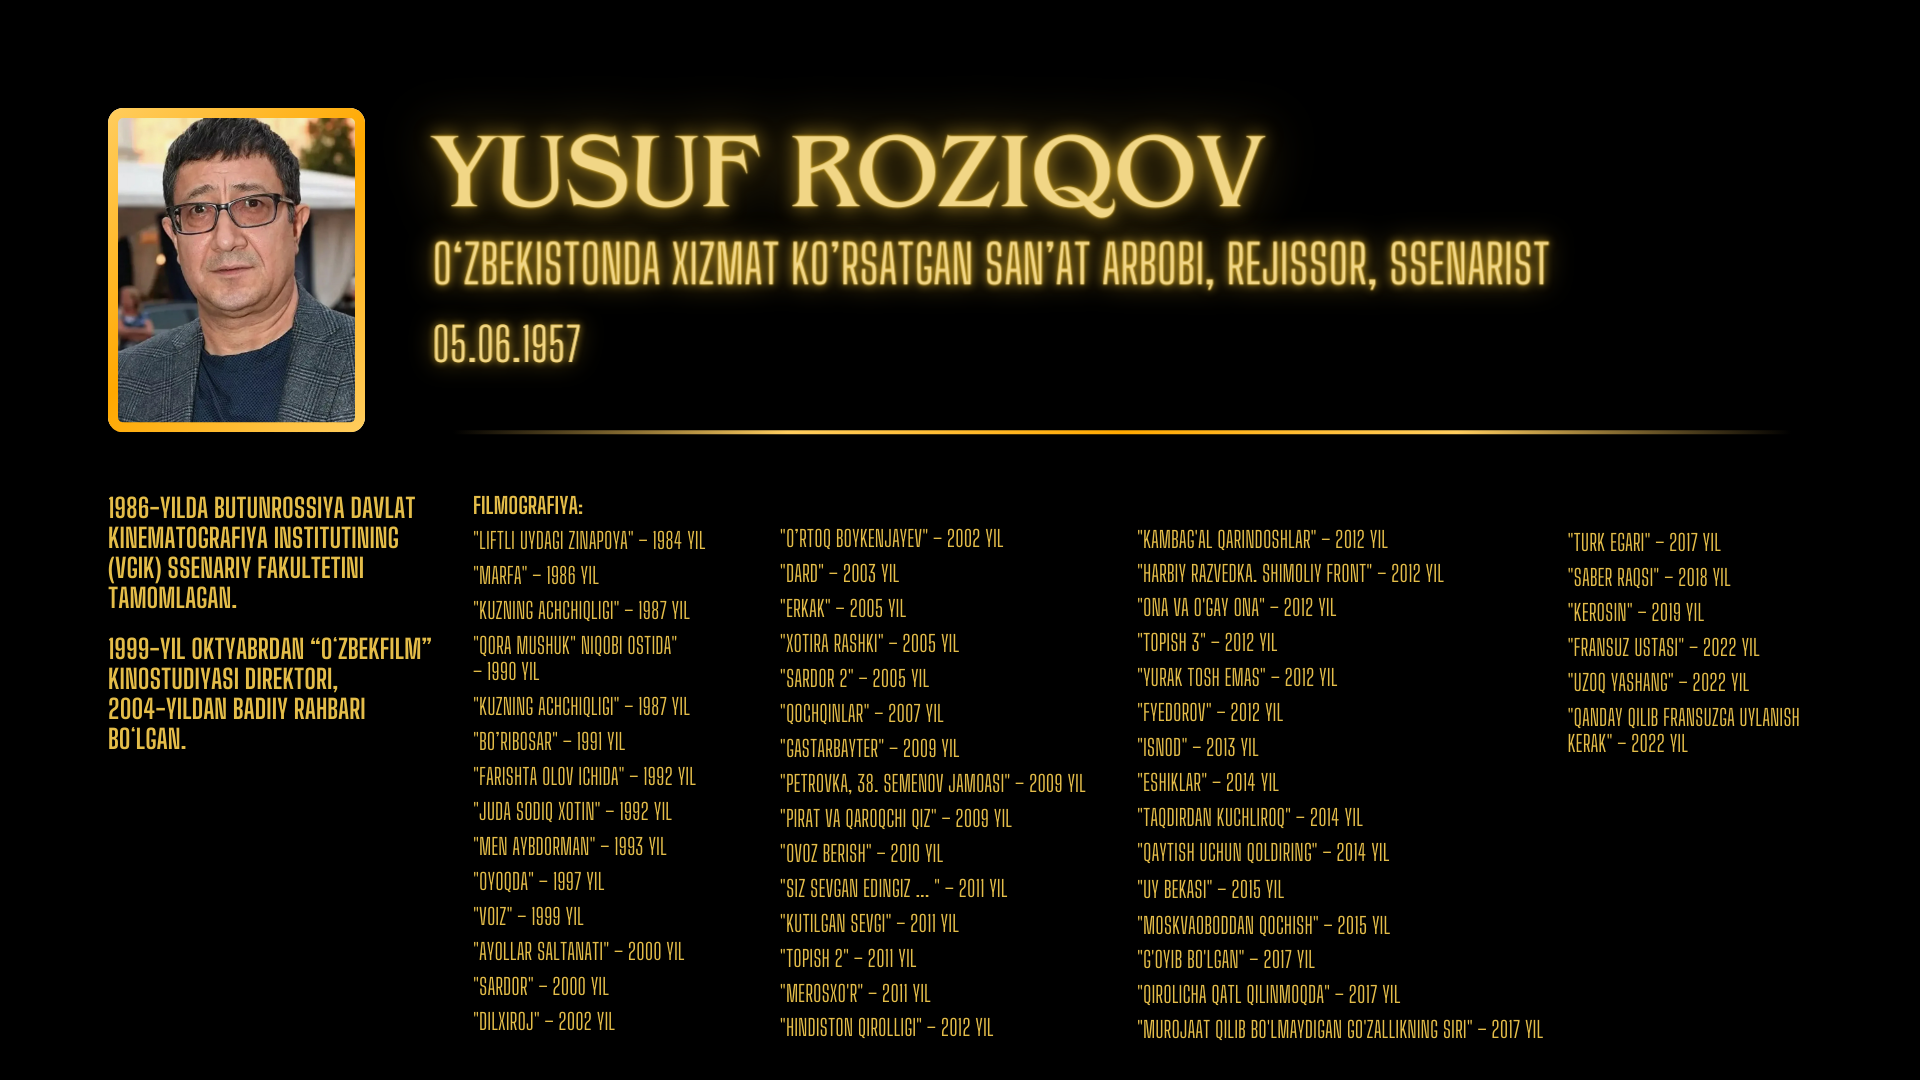 YUSUF ROZIQOV
O‘ZBEKISTONDA XIZMAT KO’RSATGAN SAN’AT ARBOBI, REJISSOR, SSENARIST
05.06.1957
1986-YILDA BUTUNROSSIYA DAVLAT
KINEMATOGRAFIYA INSTITUTINING
(VGIK) SSENARIY FAKULTETINI
TAMOMLAGAN.
1999-YIL OKTYABRDAN “O‘ZBEKFILM”
KINOSTUDIYASI DIREKTORI,
2004-YILDAN BADIIY RAHBARI
BO‘LGAN.
FILMOGRAFIYA:
"LIFTLI UYDAGI ZINAPOYA" – 1984 YIL
"MARFA" – 1986 YIL
"KUZNING ACHCHIQLIGI" – 1987 YIL
"QORA MUSHUK" NIQOBI OSTIDA"
– 1990 YIL
"KUZNING ACHCHIQLIGI" – 1987 YIL
"BO’RIBOSAR" – 1991 YIL
"FARISHTA OLOV ICHIDA" – 1992 YIL
"JUDA SODIQ XOTIN" – 1992 YIL
"MEN AYBDORMAN" – 1993 YIL
"OYOQDA" – 1997 YIL
"VOIZ" – 1999 YIL
"AYOLLAR SALTANATI" – 2000 YIL
"SARDOR" – 2000 YIL
"DILXIROJ" – 2002 YIL
"O’RTOQ BOYKENJAYEV" – 2002 YIL
"DARD" – 2003 YIL
"ERKAK" – 2005 YIL
"XOTIRA RASHKI" – 2005 YIL
"SARDOR 2" – 2005 YIL
"QOCHQINLAR" – 2007 YIL
"GASTARBAYTER" – 2009 YIL
"PETROVKA, 38. SEMENOV JAMOASI" – 2009 YIL
"PIRAT VA QAROQCHI QIZ" – 2009 YIL
"OVOZ BERISH" – 2010 YIL
"SIZ SEVGAN EDINGIZ ... " – 2011 YIL
"KUTILGAN SEVGI" – 2011 YIL
"TOPISH 2" – 2011 YIL
"MEROSXO'R" – 2011 YIL
"HINDISTON QIROLLIGI" – 2012 YIL
"KAMBAG'AL QARINDOSHLAR" – 2012 YIL
"HARBIY RAZVEDKA. SHIMOLIY FRONT" – 2012 YIL
"ONA VA O'GAY ONA" – 2012 YIL
"TOPISH 3" – 2012 YIL
"YURAK TOSH EMAS" – 2012 YIL
"FYEDOROV" – 2012 YIL
"ISNOD" – 2013 YIL
"ESHIKLAR" – 2014 YIL
"TAQDIRDAN KUCHLIROQ" – 2014 YIL
"QAYTISH UCHUN QOLDIRING" – 2014 YIL
"UY BEKASI" – 2015 YIL
"MOSKVAOBODDAN QOCHISH" – 2015 YIL
"G'OYIB BO'LGAN" – 2017 YIL
"QIROLICHA QATL QILINMOQDA" – 2017 YIL
"MUROJAAT QILIB BO'LMAYDIGAN GO'ZALLIKNING SIRI" – 2017 YIL
"TURK EGARI" – 2017 YIL
"SABER RAQSI" – 2018 YIL
"KEROSIN" – 2019 YIL
"FRANSUZ USTASI" – 2022 YIL
"UZOQ YASHANG" – 2022 YIL
"QANDAY QILIB FRANSUZGA UYLANISH
KERAK" – 2022 YIL